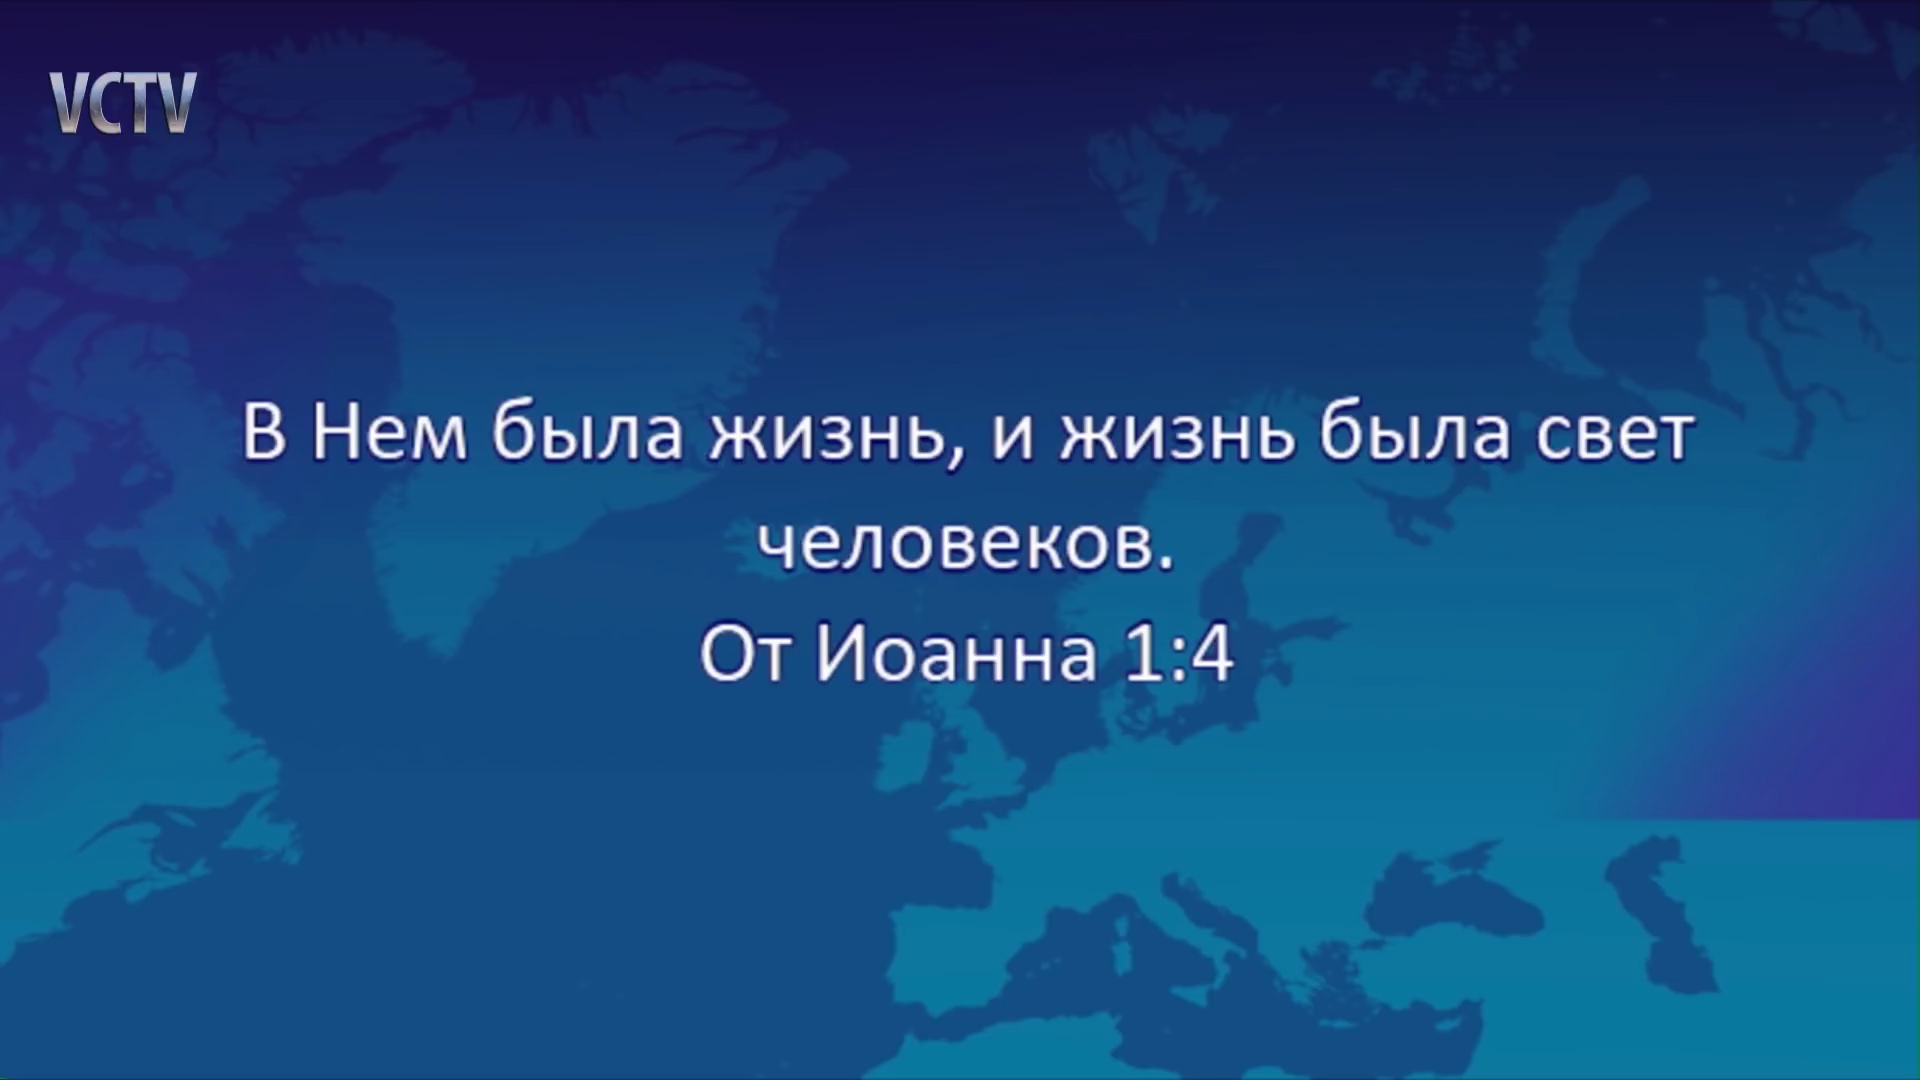 VCTV
В Нем была жизнь, и жизнь была свет
человеков.
От Иоанна 1:4